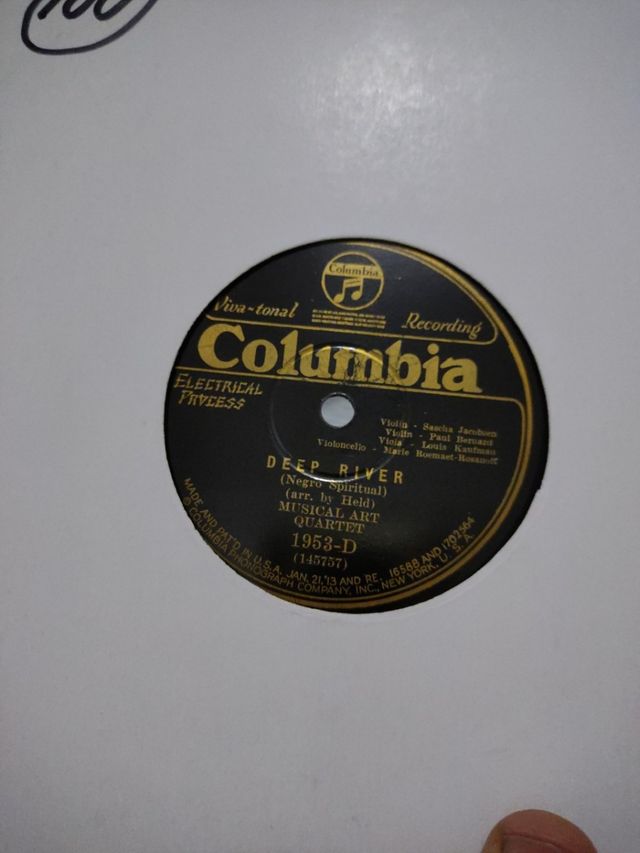 100
Columbia
Viva-tonal Recording
Columbia
ELECTRICAL
PROCESS
Violin - Sascha Jacobsen
Violin - Paul Bernard
Viola - Louis Kaufman
Violoncello - Marie Roemaet-Rosanoff
DEEP RIVER
(Negro Spiritual)
(arr. by Held)
MUSICAL ART
QUARTET
1953-D
(145757)
MADE AND PAT'D IN U.S.A. JAN. 21,'13 AND RE. 16588 AND 1702564
© COLUMBIA PHONOGRAPH COMPANY, INC., NEW YORK, U.S.A.